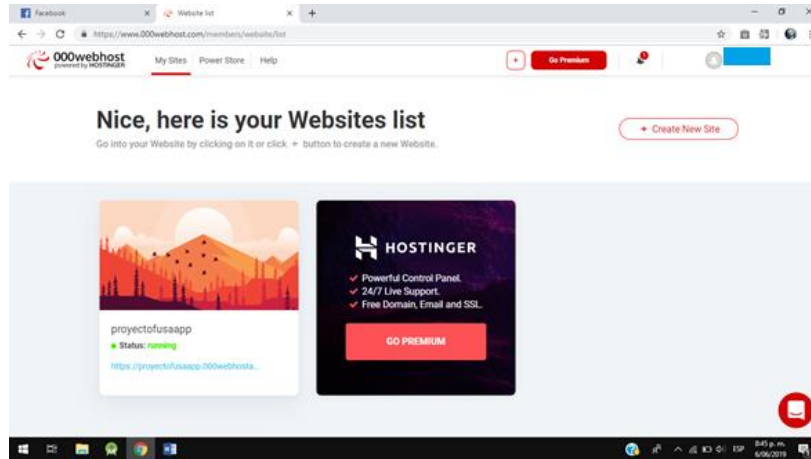 Facebook
Website list
https://www.000webhost.com/members/website/list
000webhost
powered by HOSTINGER
My Sites
Power Store
Help
+
Go Premium
Nice, here is your Websites list
Go into your Website by clicking on it or click + button to create a new Website.
+ Create New Site
proyectofusaapp
Status: running
https://proyectofusaapp.000webhosta...
HOSTINGER
Powerful Control Panel.
24/7 Live Support.
Free Domain, Email and SSL.
GO PREMIUM
ESP
8:45 p. m.
6/06/2019